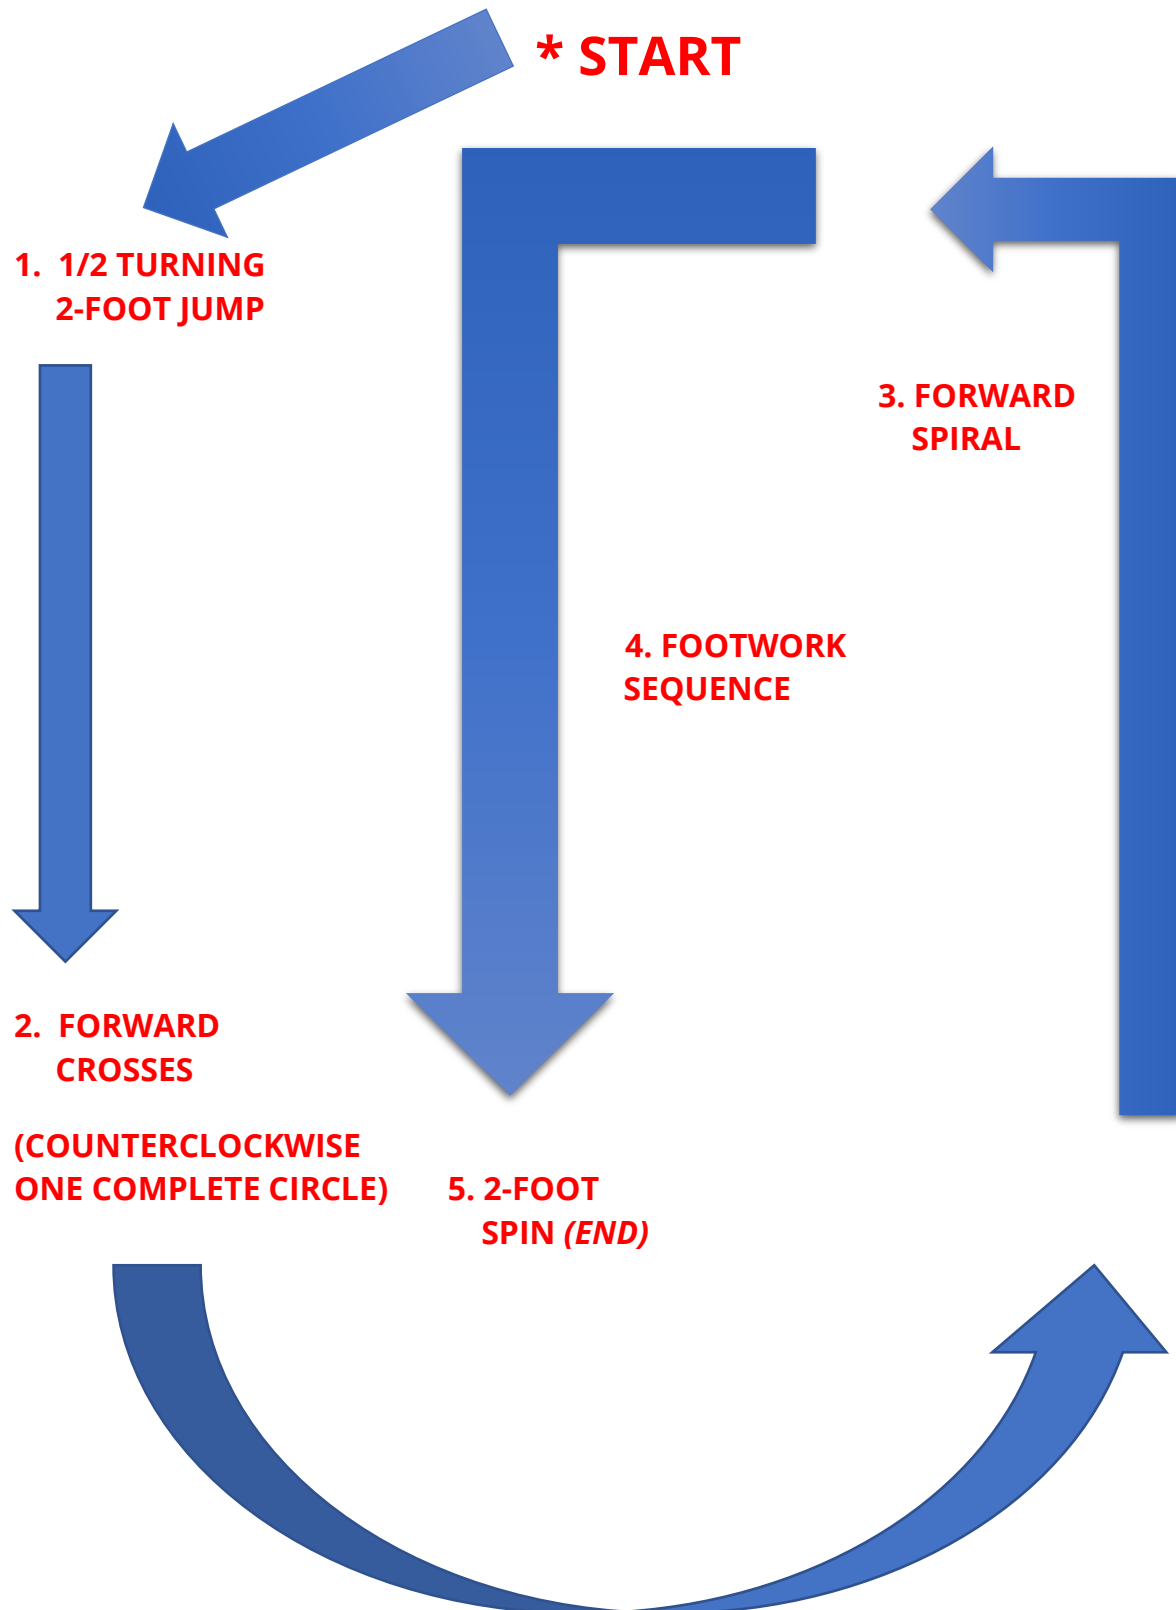 * START
1. 1/2 TURNING
2-FOOT JUMP
2. FORWARD
CROSSES
(COUNTERCLOCKWISE
ONE COMPLETE CIRCLE)
3. FORWARD
SPIRAL
4. FOOTWORK
SEQUENCE
5. 2-FOOT
SPIN (END)